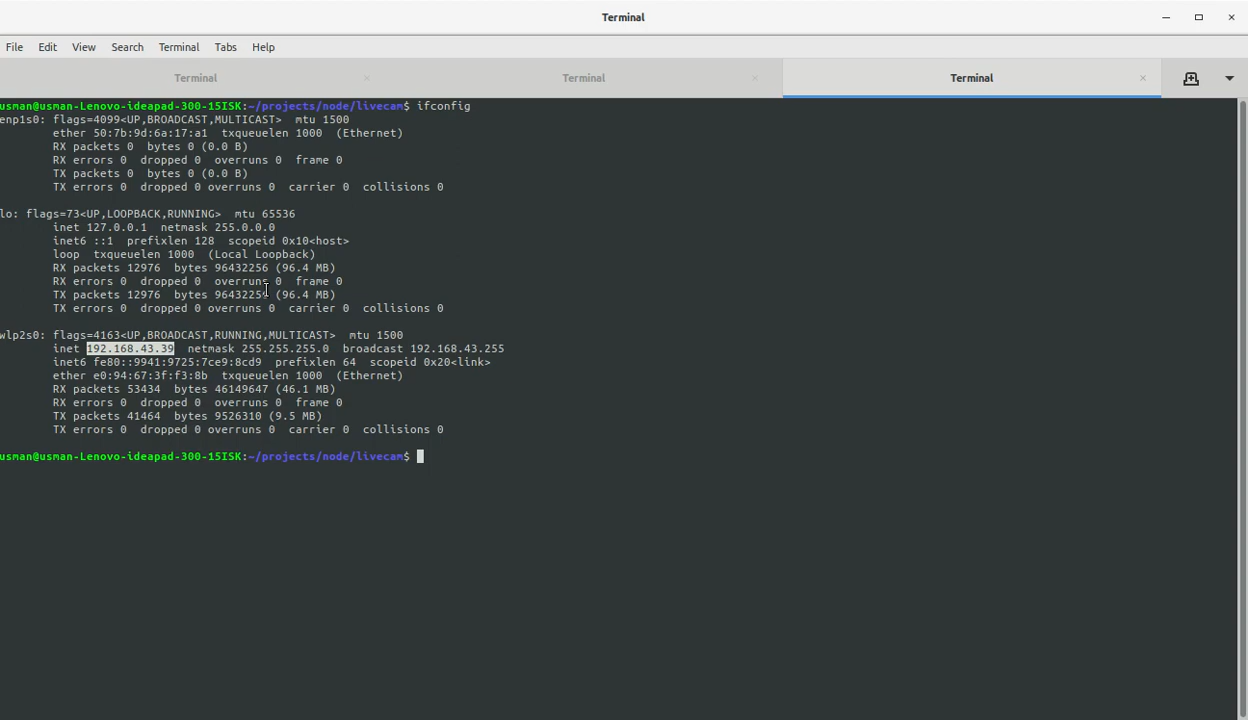 Terminal
File Edit View Search Terminal Tabs Help
Terminal Terminal Terminal
usman@usman-Lenovo-ideapad-300-15ISK:~/projects/node/livecam$ ifconfig
enp1s0: flags=4099<UP,BROADCAST,MULTICAST> mtu 1500
ether 50:7b:9d:6a:17:a1 txqueuelen 1000 (Ethernet)
RX packets 0 bytes 0 (0.0 B)
RX errors 0 dropped 0 overruns 0 frame 0
TX packets 0 bytes 0 (0.0 B)
TX errors 0 dropped 0 overruns 0 carrier 0 collisions 0
lo: flags=73<UP,LOOPBACK,RUNNING> mtu 65536
inet 127.0.0.1 netmask 255.0.0.0
inet6 ::1 prefixlen 128 scopeid 0x10<host>
loop txqueuelen 1000 (Local Loopback)
RX packets 12976 bytes 96432256 (96.4 MB)
RX errors 0 dropped 0 overruns 0 frame 0
TX packets 12976 bytes 96432256 (96.4 MB)
TX errors 0 dropped 0 overruns 0 carrier 0 collisions 0
wlp2s0: flags=4163<UP,BROADCAST,RUNNING,MULTICAST> mtu 1500
inet 192.168.43.39 netmask 255.255.255.0 broadcast 192.168.43.255
inet6 fe80::9941:9725:7ce9:8cd9 prefixlen 64 scopeid 0x20<link>
ether e0:94:67:3f:f3:8b txqueuelen 1000 (Ethernet)
RX packets 53434 bytes 46149647 (46.1 MB)
RX errors 0 dropped 0 overruns 0 frame 0
TX packets 41464 bytes 9526310 (9.5 MB)
TX errors 0 dropped 0 overruns 0 carrier 0 collisions 0
usman@usman-Lenovo-ideapad-300-15ISK:~/projects/node/livecam$